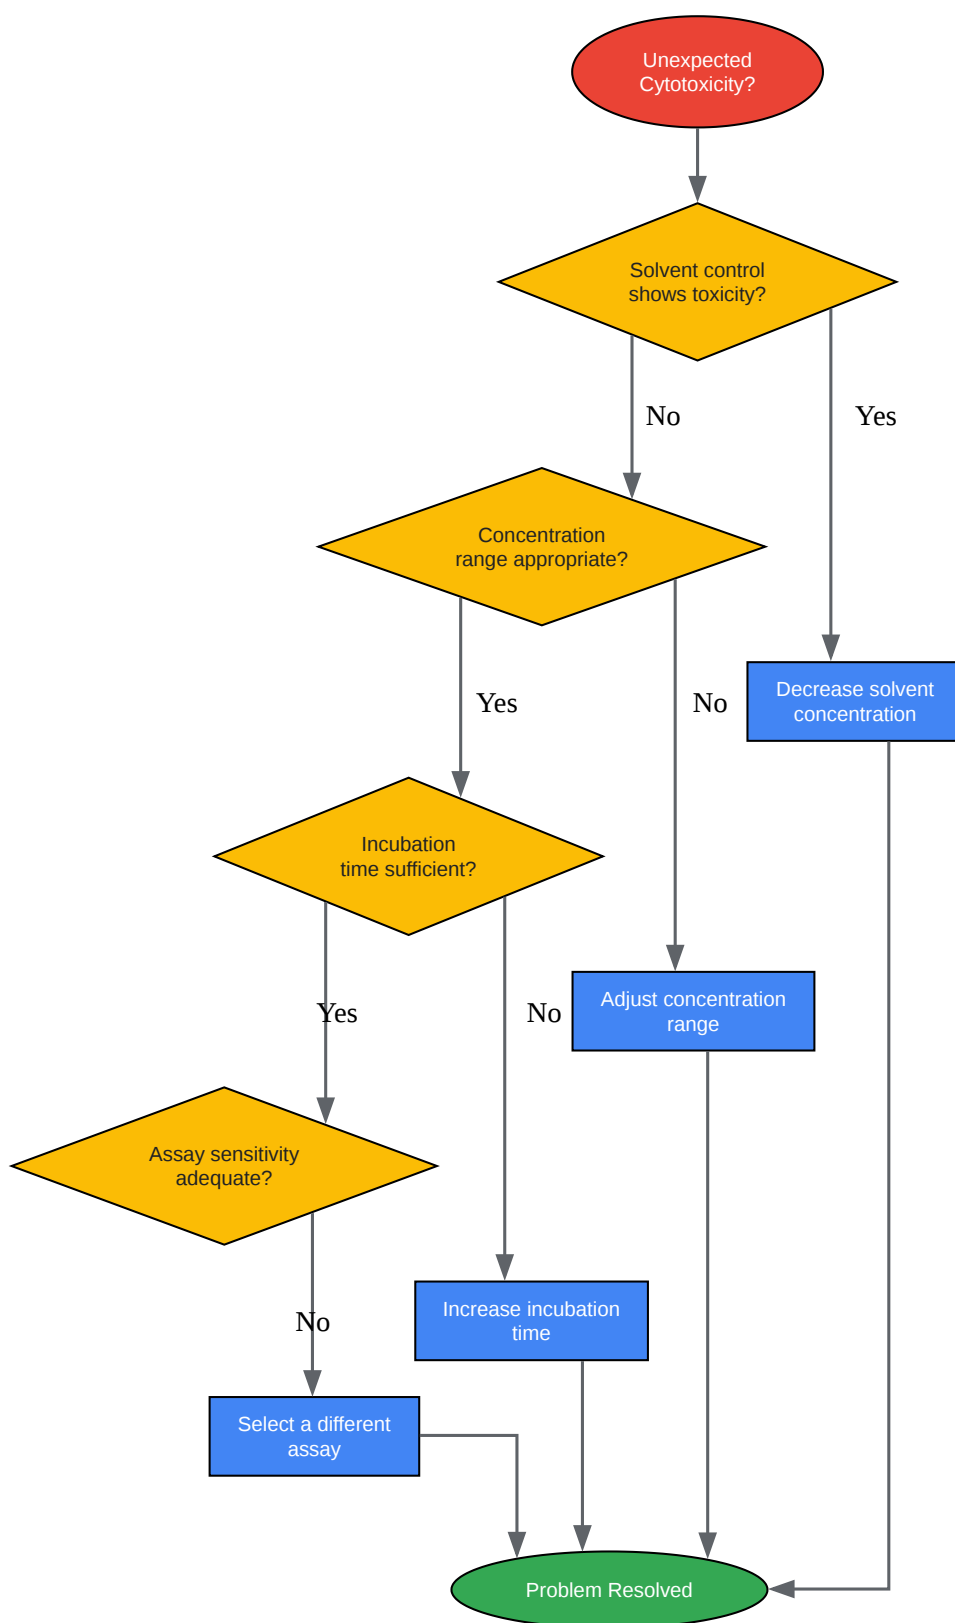 Unexpected
Cytotoxicity?
Solvent control
shows toxicity?
No
Yes
Concentration
range appropriate?
Yes
No
Decrease solvent
concentration
Incubation
time sufficient?
Yes
No
Adjust concentration
range
Assay sensitivity
adequate?
No
Increase incubation
time
Select a different
assay
Problem Resolved